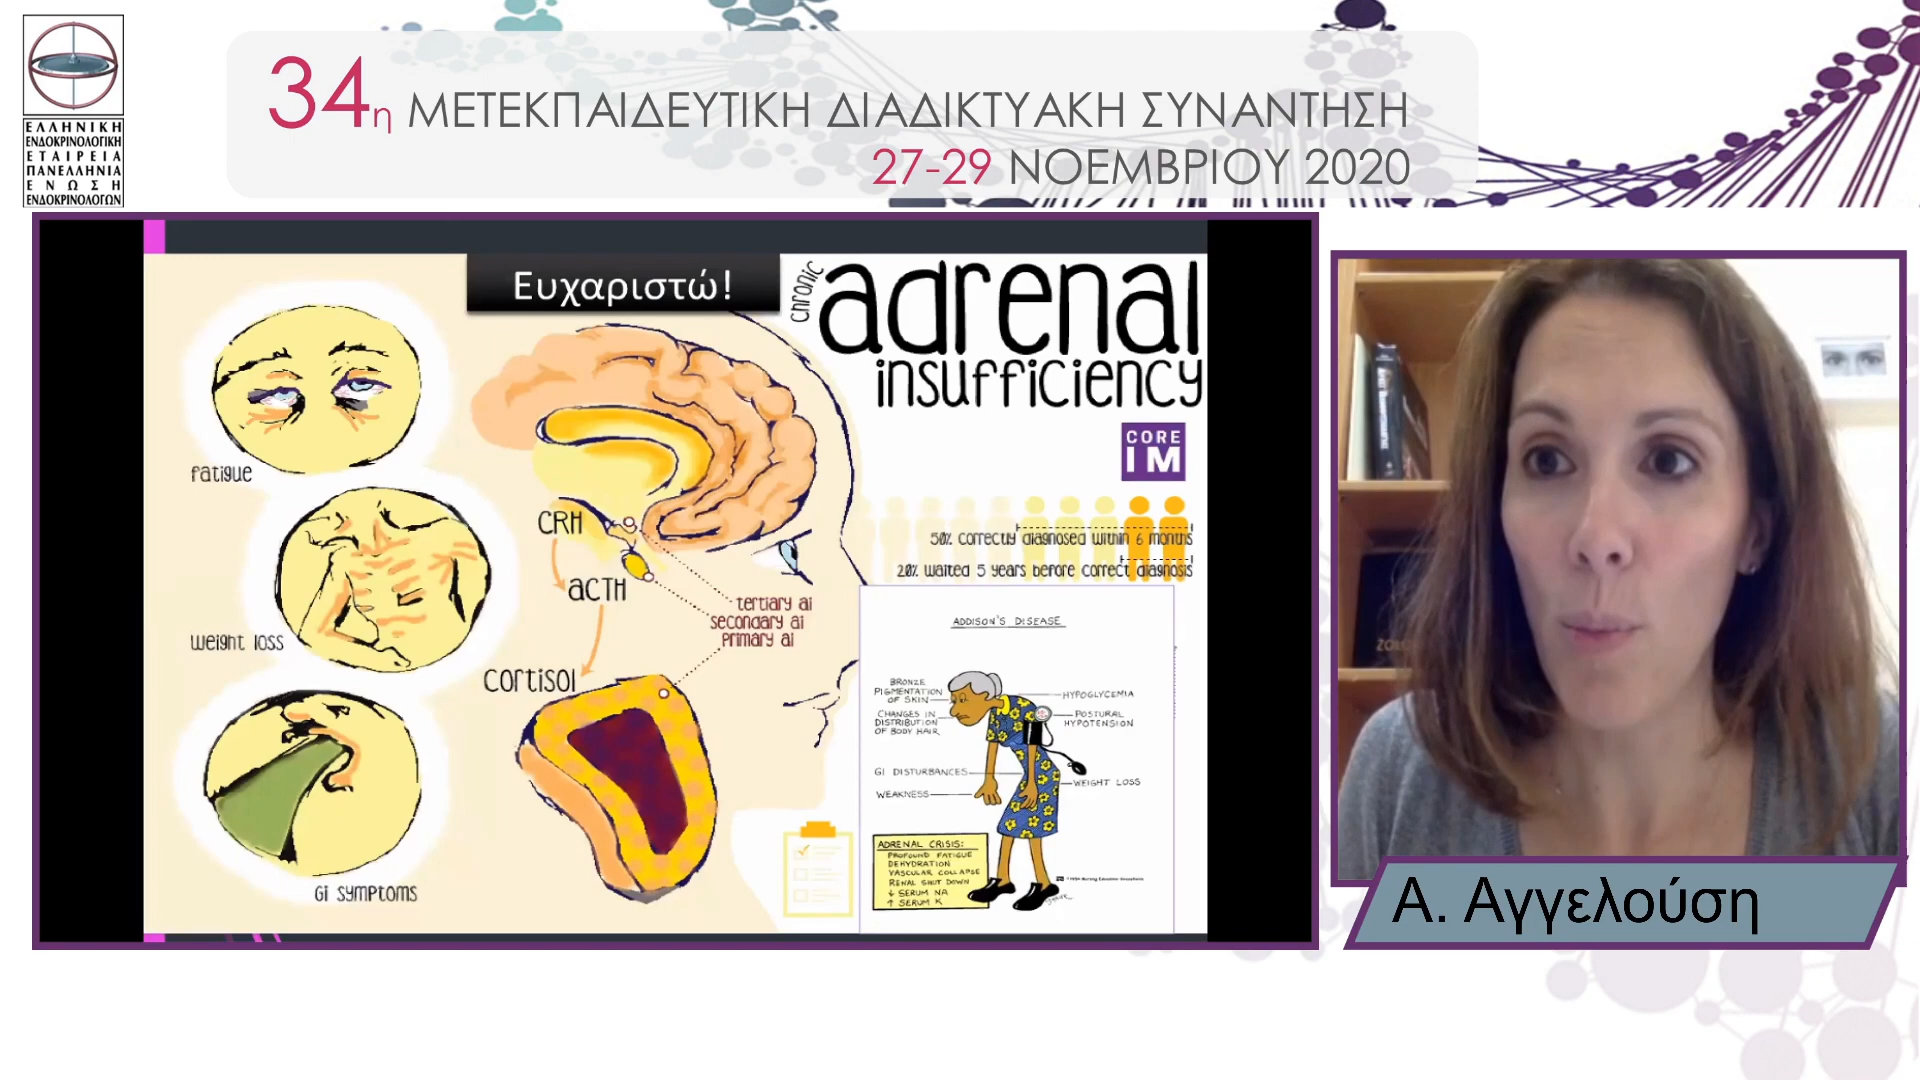 ΕΛΛΗΝΙΚΗ
ΕΝΔΟΚΡΙΝΟΛΟΓΙΚΗ
ΕΤΑΙΡΕΙΑ
ΠΑΝΕΛΛΗΝΙΑ
ΕΝΩΣΗ
ΕΝΔΟΚΡΙΝΟΛΟΓΩΝ
34η ΜΕΤΕΚΠΑΙΔΕΥΤΙΚΗ ΔΙΑΔΙΚΤΥΑΚΗ ΣΥΝΑΝΤΗΣΗ
27-29 ΝΟΕΜΒΡΙΟΥ 2020
Ευχαριστώ!
chronic
adrenal
insufficiency
CORE
IM
fatigue
weight loss
GI symptoms
CRH
ACTH
cortisol
tertiary ai
secondary ai
primary ai
50% correctly diagnosed within 6 months
20% waited 5 years before correct diagnosis
ADDISON'S DISEASE
BRONZE
PIGMENTATION
OF SKIN
CHANGES IN
DISTRIBUTION
OF BODY HAIR
GI DISTURBANCES
WEAKNESS
HYPOGLYCEMIA
POSTURAL
HYPOTENSION
WEIGHT LOSS
ADRENAL CRISIS:
PROFOUND FATIGUE
DEHYDRATION
VASCULAR COLLAPSE
RENAL SHUT DOWN
↓ SERUM NA
↑ SERUM K
Α. Αγγελούση